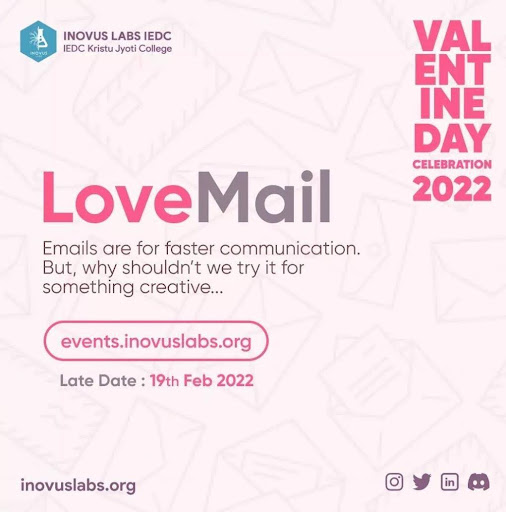 INOVUS LABS IEDC
IEDC Kristu Jyoti College
INOVUS
VAL
ENT
INE
DAY
CELEBRATION
2022
LoveMail
Emails are for faster communication.
But, why shouldn't we try it for
something creative...
events.inovuslabs.org
Late Date : 19th Feb 2022
inovuslabs.org